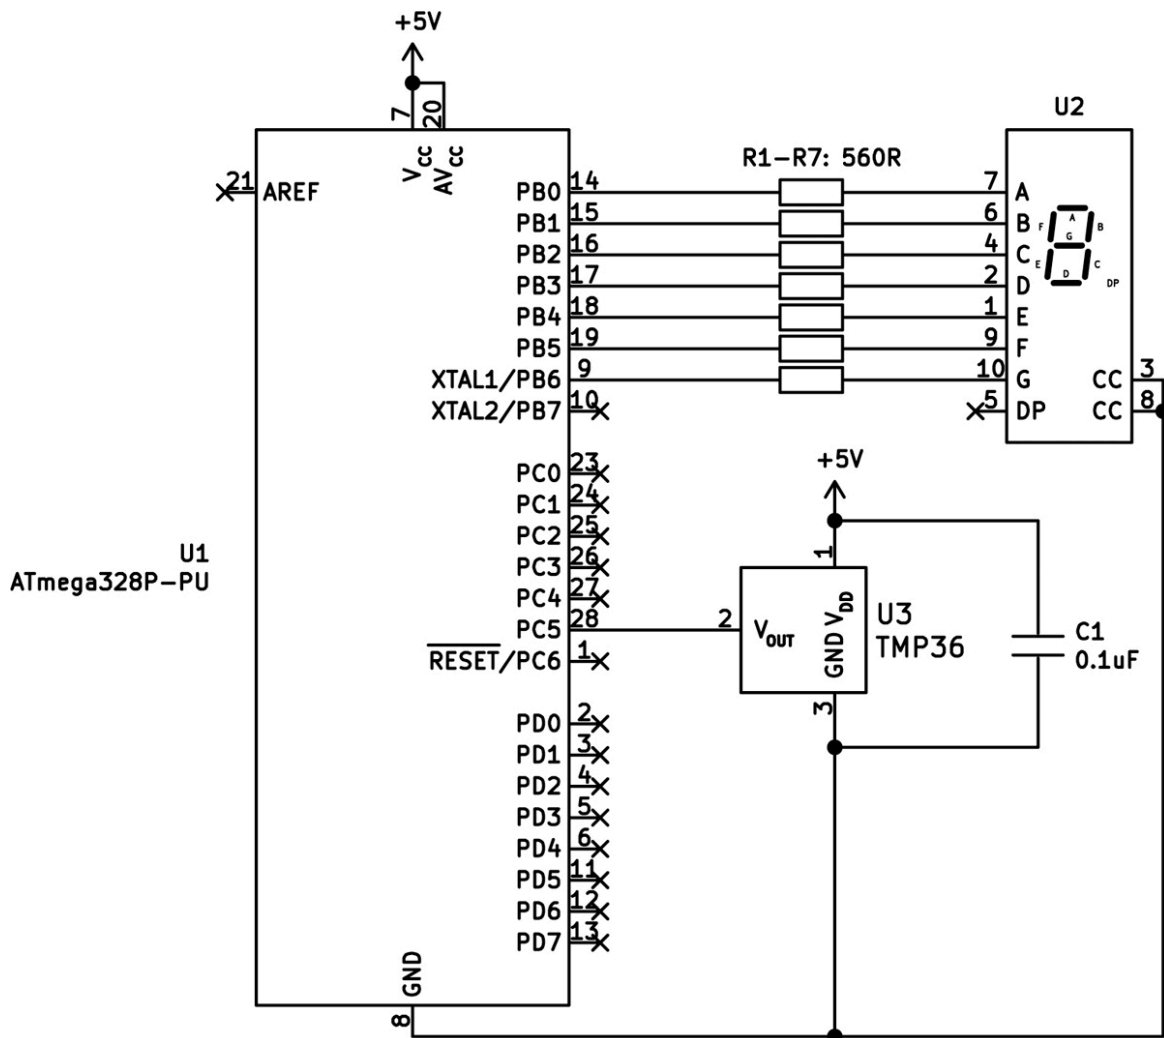 +5V
7
20
U2
R1-R7: 560R
21
AREF
VCC
AVCC
PB0 14
7 A
PB1 15
6 B
PB2 16
4 C
PB3 17
2 D
PB4 18
1 E
PB5 19
9 F
XTAL1/PB6 9
10 G
CC 3
XTAL2/PB7 10
5 DP
CC 8
A
F
B
G
E
C
D
DP
PC0 23
PC1 24
PC2 25
PC3 26
PC4 27
PC5 28
RESET/PC6 1
+5V
1
2
VOUT
GND
VDD
3
U3
TMP36
C1
0.1uF
U1
ATmega328P-PU
PD0 2
PD1 3
PD2 4
PD3 5
PD4 6
PD5 11
PD6 12
PD7 13
GND
8